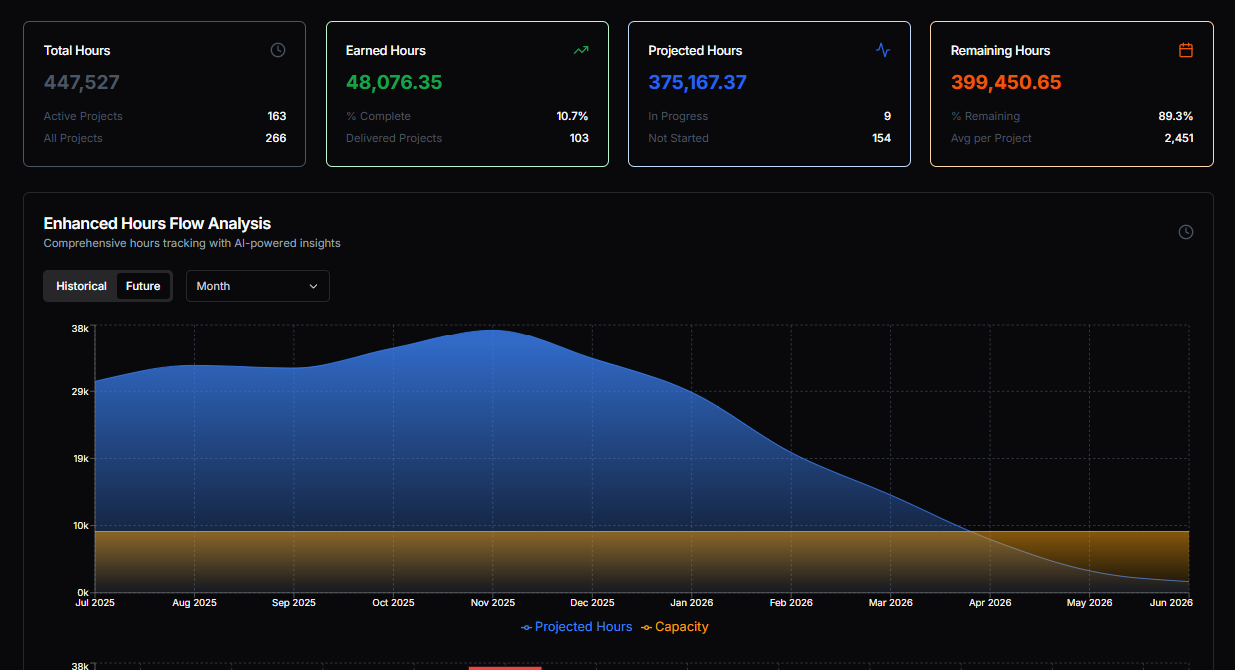 Total Hours
447,527
Active Projects 163
All Projects 266
Earned Hours
48,076.35
% Complete 10.7%
Delivered Projects 103
Projected Hours
375,167.37
In Progress 9
Not Started 154
Remaining Hours
399,450.65
% Remaining 89.3%
Avg per Project 2,451
Enhanced Hours Flow Analysis
Comprehensive hours tracking with AI-powered insights
Historical Future Month
38k
29k
19k
10k
0k
Jul 2025 Aug 2025 Sep 2025 Oct 2025 Nov 2025 Dec 2025 Jan 2026 Feb 2026 Mar 2026 Apr 2026 May 2026 Jun 2026
Projected Hours Capacity
38k